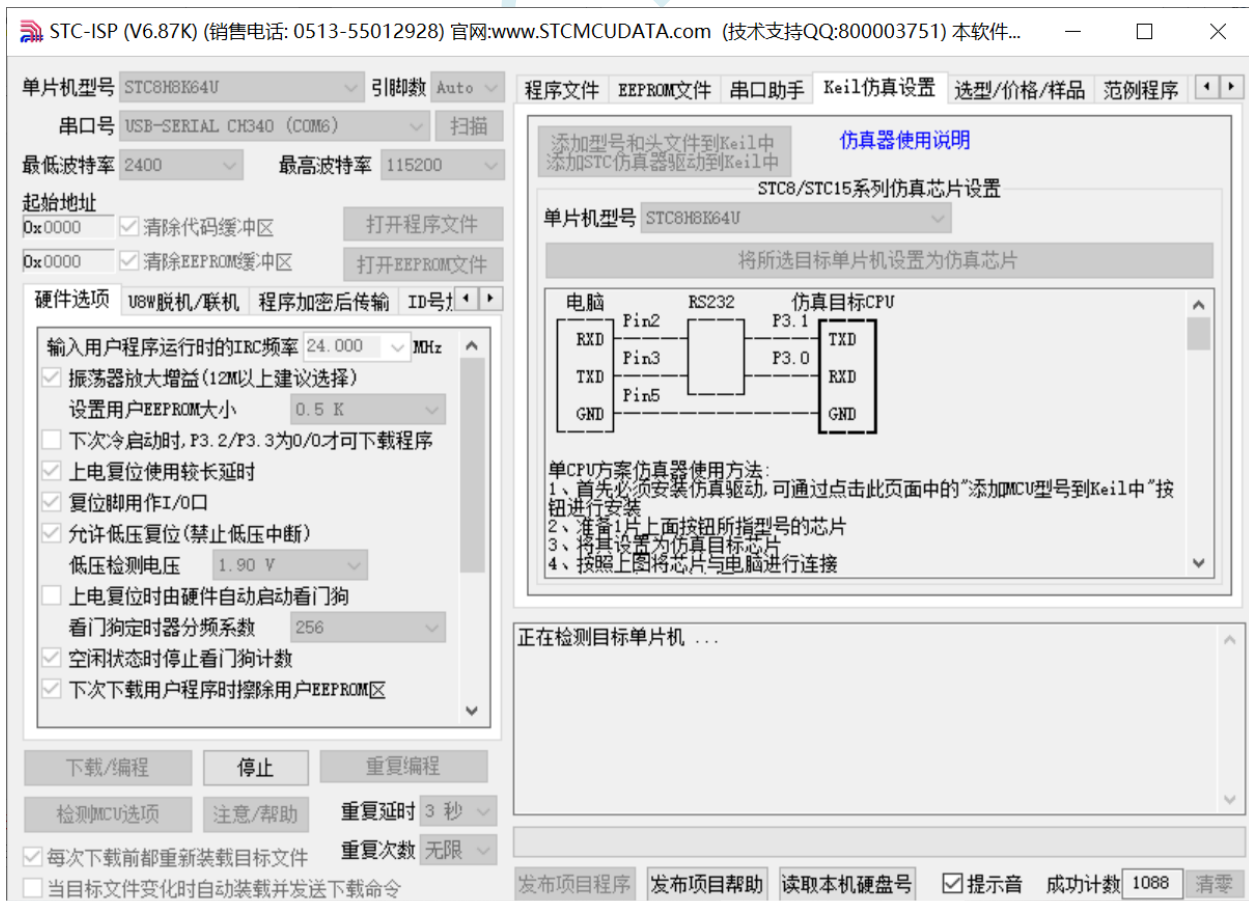 STC-ISP (V6.87K) (销售电话: 0513-55012928) 官网:www.STCMCUDATA.com (技术支持QQ:800003751) 本软件...
单片机型号 STC8H8K64U 引脚数 Auto
串口号 USB-SERIAL CH340 (COM6) 扫描
最低波特率 2400 最高波特率 115200
起始地址
0x0000 清除代码缓冲区 打开程序文件
0x0000 清除EEPROM缓冲区 打开EEPROM文件
硬件选项 U8W脱机/联机 程序加密后传输 ID号
输入用户程序运行时的IRC频率 24.000 MHz
振荡器放大增益(12M以上建议选择)
设置用户EEPROM大小 0.5 K
下次冷启动时,P3.2/P3.3为0/0才可下载程序
上电复位使用较长延时
复位脚用作I/O口
允许低压复位(禁止低压中断)
低压检测电压 1.90 V
上电复位时由硬件自动启动看门狗
看门狗定时器分频系数 256
空闲状态时停止看门狗计数
下次下载用户程序时擦除用户EEPROM区
下载/编程 停止 重复编程
检测MCU选项 注意/帮助 重复延时 3 秒
每次下载前都重新装载目标文件 重复次数 无限
当目标文件变化时自动装载并发送下载命令
程序文件 EEPROM文件 串口助手 Keil仿真设置 选型/价格/样品 范例程序
添加型号和头文件到Keil中
添加STC仿真器驱动到Keil中
仿真器使用说明
STC8/STC15系列仿真芯片设置
单片机型号 STC8H8K64U
将所选目标单片机设置为仿真芯片
电脑 RS232 仿真目标CPU
Pin2 P3.1
RXD TXD
Pin3 P3.0
TXD RXD
Pin5
GND GND
单CPU方案仿真器使用方法:
1、首先必须安装仿真驱动,可通过点击此页面中的"添加MCU型号到Keil中"按
钮进行安装
2、准备1片上面按钮所指型号的芯片
3、将其设置为仿真目标芯片
4、按照上图将芯片与电脑进行连接
正在检测目标单片机 ...
发布项目程序 发布项目帮助 读取本机硬盘号 提示音 成功计数 1088 清零